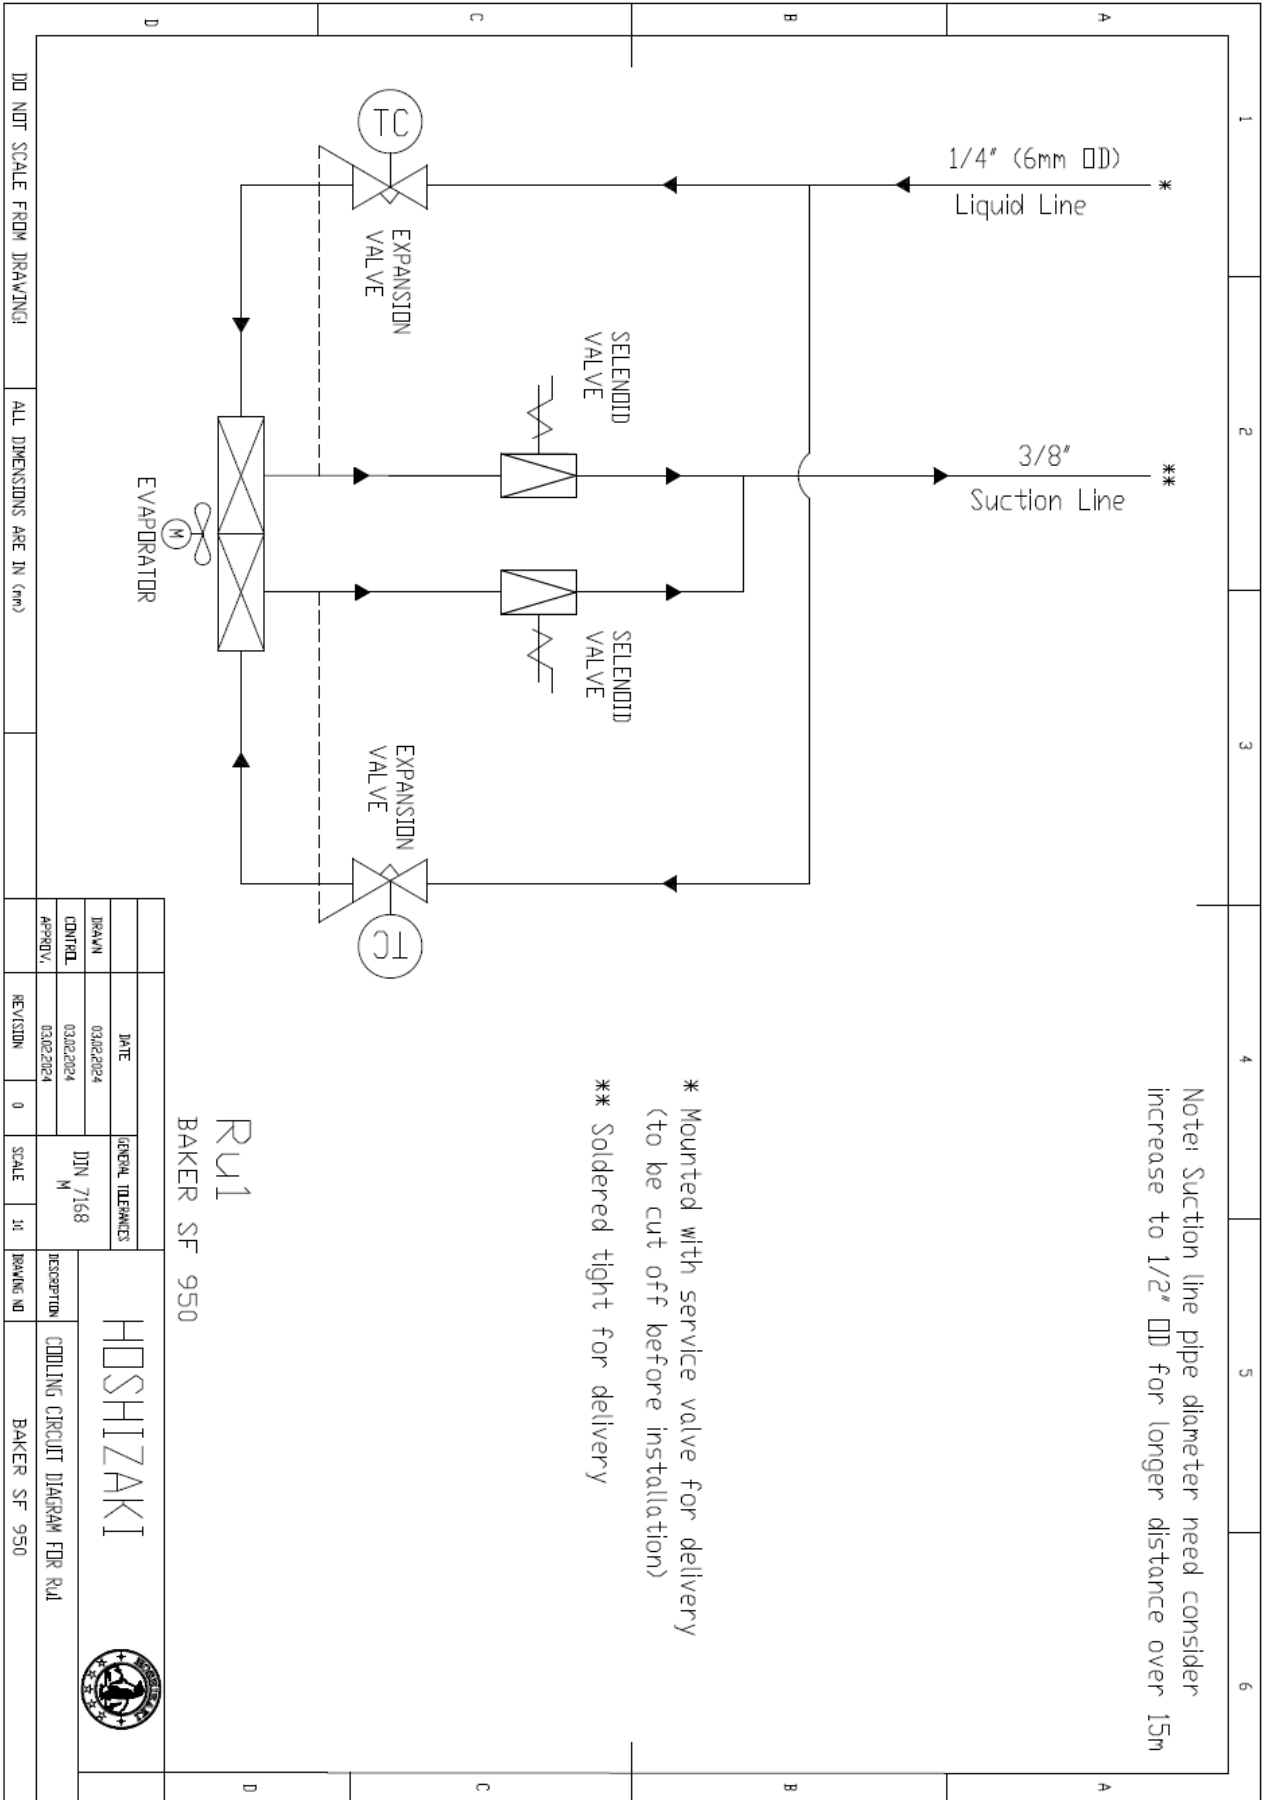 A
B
C
D
1
2
3
4
5
6
1/4" (6mm OD)
Liquid Line
*
3/8"
Suction Line
**
TC
EXPANSION
VALVE
SELENOID
VALVE
SELENOID
VALVE
EXPANSION
VALVE
TC
M
EVAPORATOR
Note: Suction line pipe diameter need consider
increase to 1/2" OD for longer distance over 15m
* Mounted with service valve for delivery
(to be cut off before installation)
** Soldered tight for delivery
Ru1
BAKER SF 950
A
B
C
D
DATE
GENERAL TOLERANCES
DRAWN 03.02.2024
CONTROL 03.02.2024
APPROV. 03.02.2024
DIN 7168
M
HOSHIZAKI
HOSHIZAKI
DESCRIPTION COOLING CIRCUIT DIAGRAM FOR Ru1
DO NOT SCALE FROM DRAWING! ALL DIMENSIONS ARE IN (mm) REVISION 0 SCALE 1:1 DRAWING NO BAKER SF 950